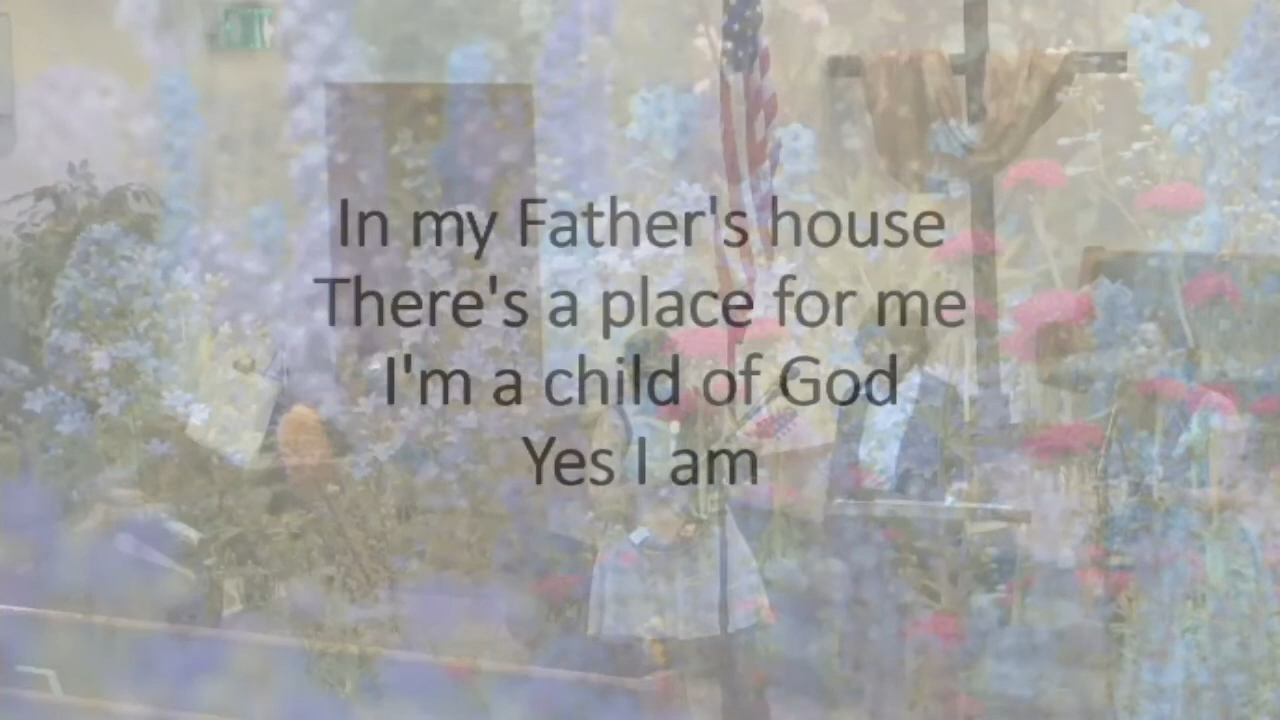 In my Father's house
There's a place for me
I'm a child of God
Yes I am